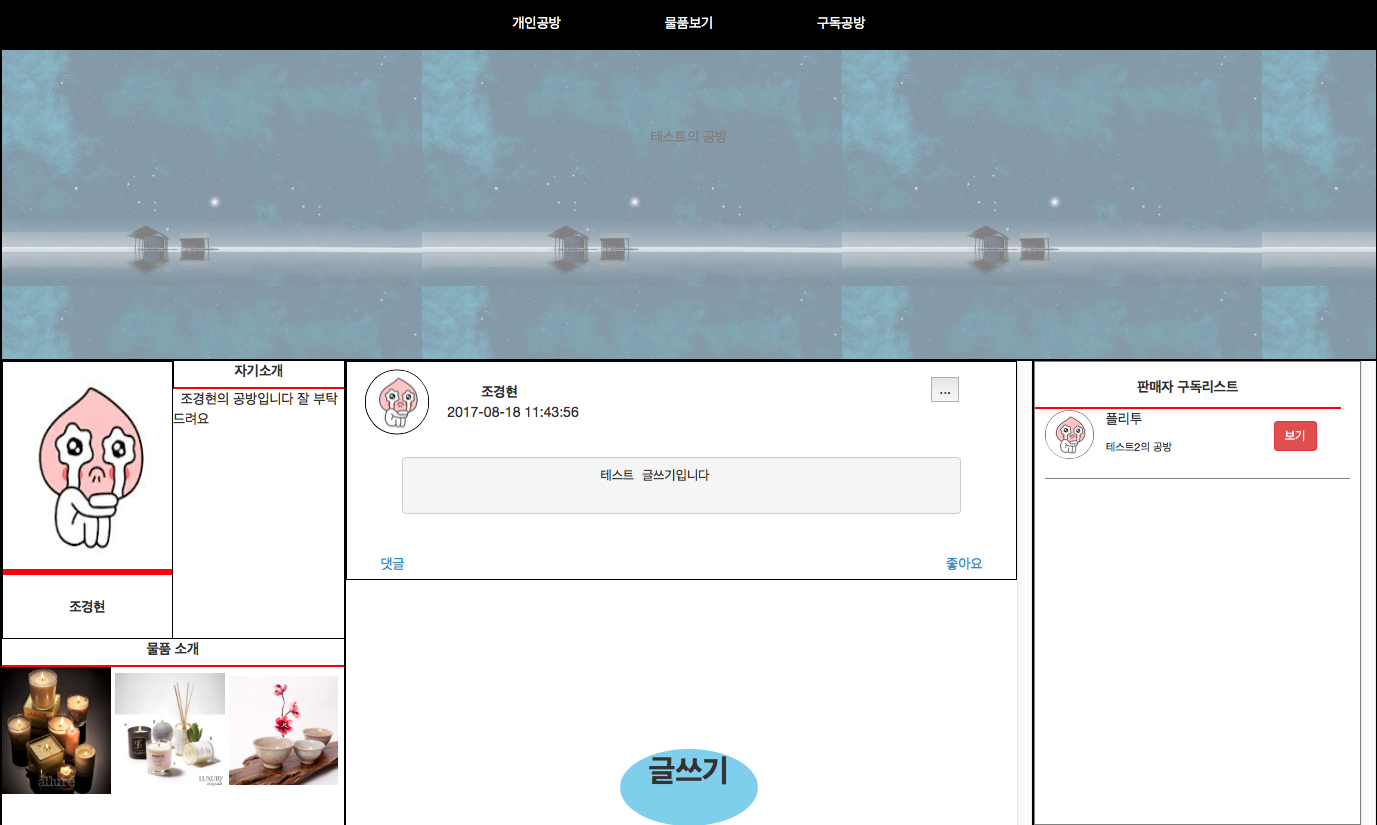 개인공방 물품보기 구독공방
테스트의 공방
자기소개
조경현의 공방입니다 잘 부탁
드려요
조경현
물품 소개
allure
LUXURY
조경현
2017-08-18 11:43:56
...
테스트 글쓰기입니다
댓글 좋아요
글쓰기
판매자 구독리스트
플리투
테스트2의 공방
보기